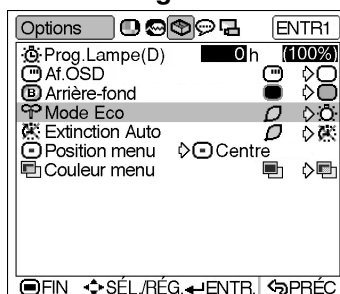 Options ENTR1
Prog.Lampe(D) 0 h (100%)
Af.OSD
B Arrière-fond
Mode Eco
Extinction Auto
Position menu Centre
Couleur menu
FIN SÉL./RÉG. ENTR. PRÉC